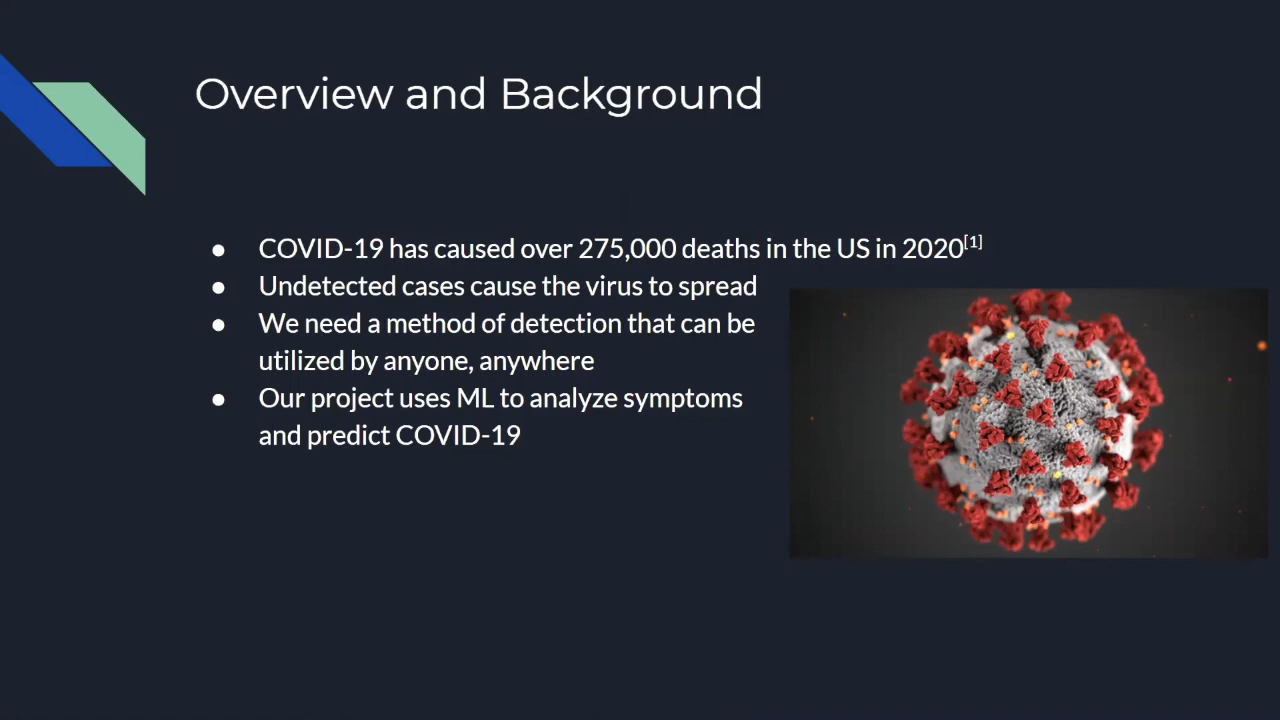 Overview and Background
● COVID-19 has caused over 275,000 deaths in the US in 2020[1]
● Undetected cases cause the virus to spread
● We need a method of detection that can be
utilized by anyone, anywhere
● Our project uses ML to analyze symptoms
and predict COVID-19